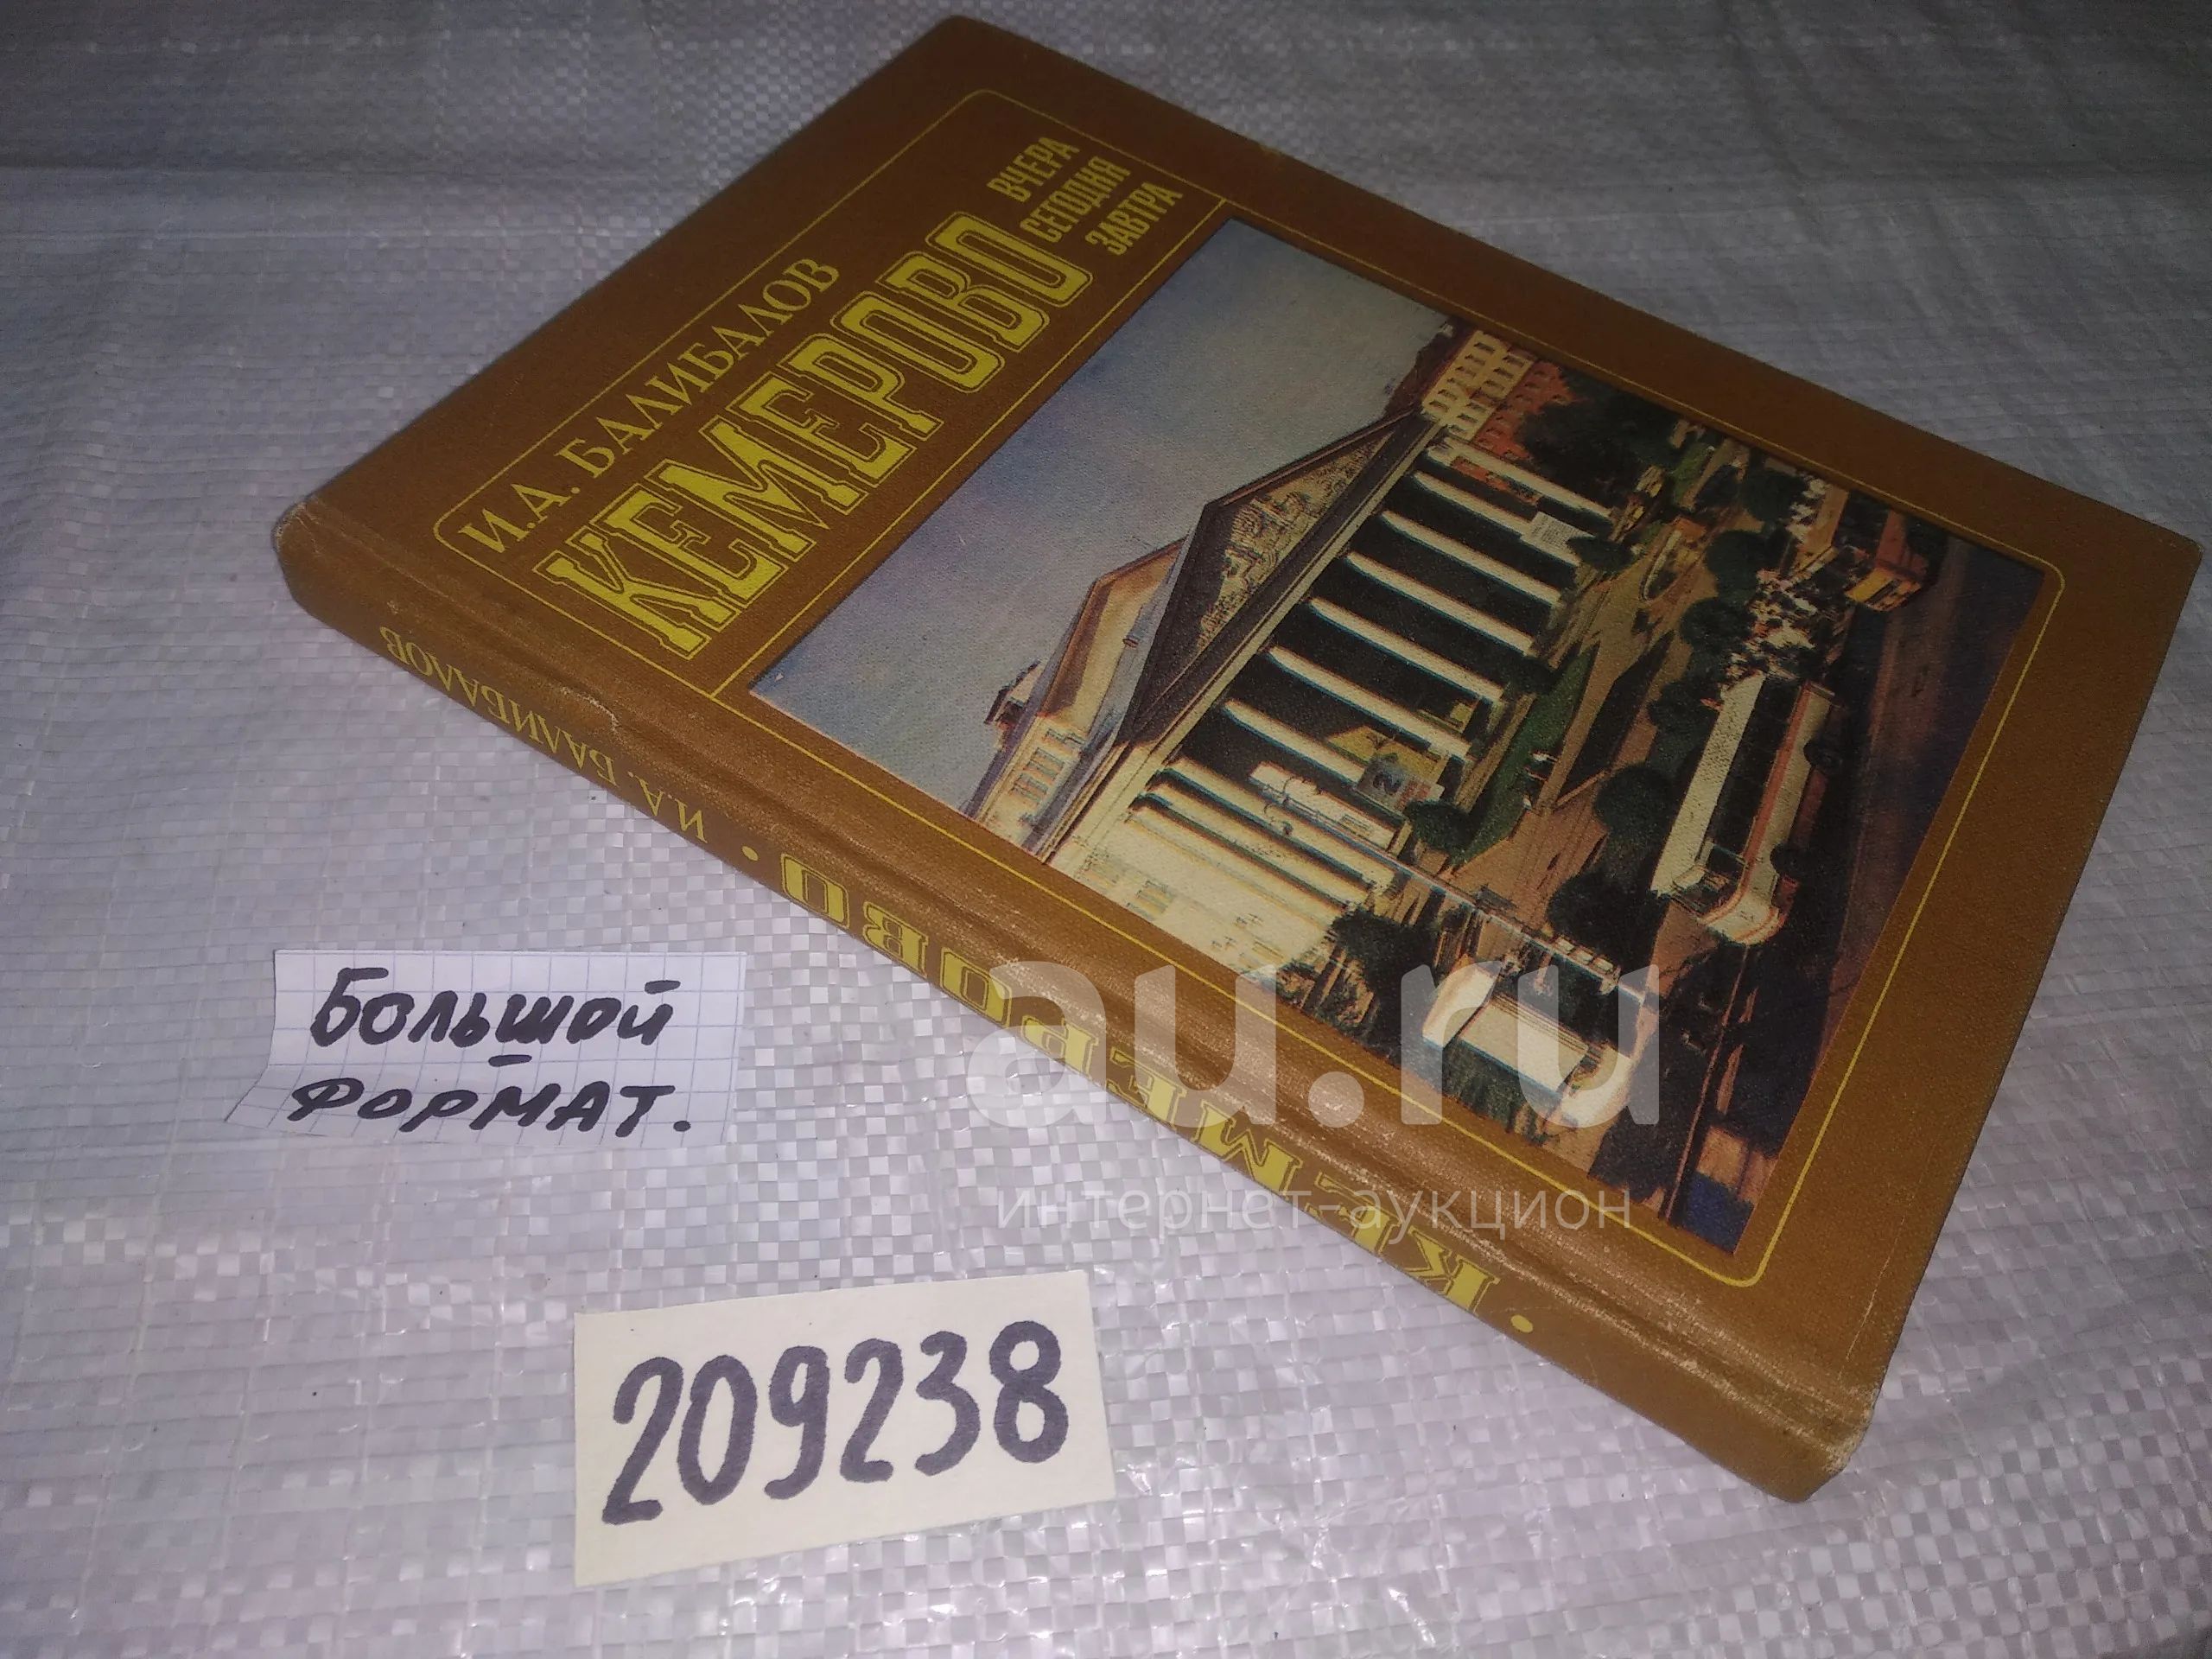 И.А. БАЛИБАЛОВ
КЕМЕРОВО
ВЧЕРА
СЕГОДНЯ
ЗАВТРА
И.А. БАЛИБАЛОВ • КЕМЕРОВО •
Большой
ФОРМАТ.
209238
au.ru
интернет-аукцион